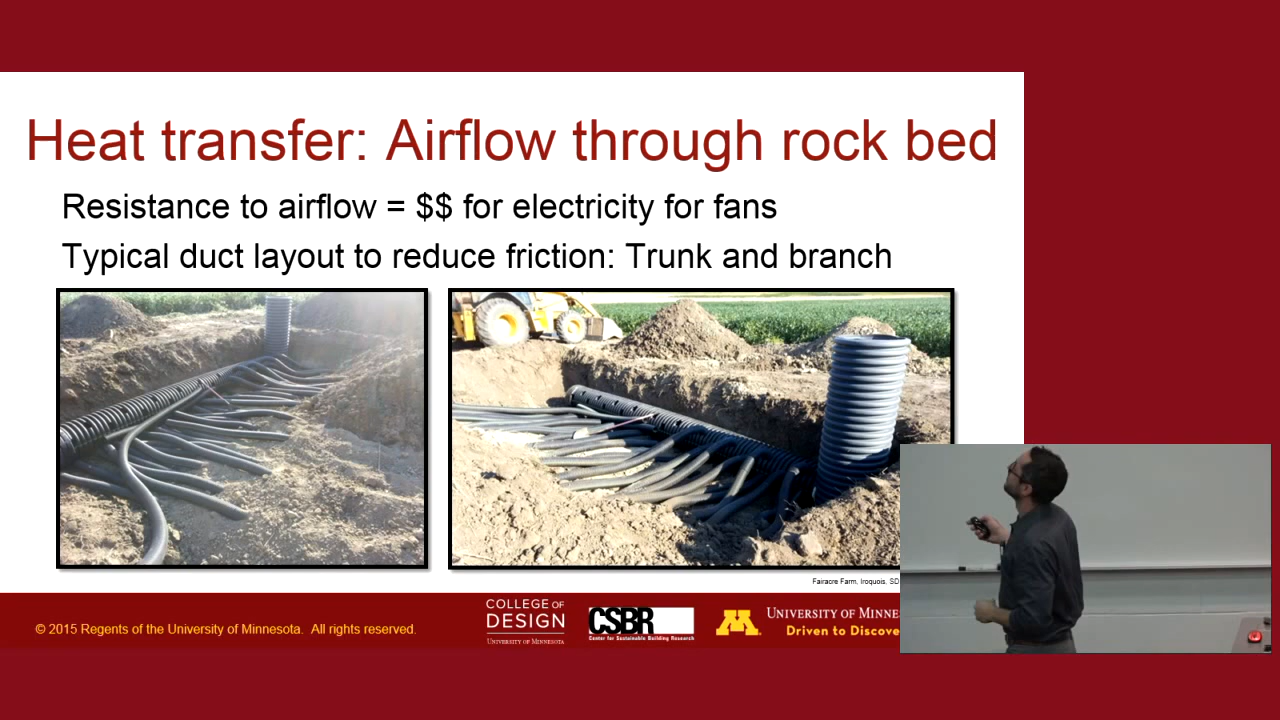 Heat transfer: Airflow through rock bed
Resistance to airflow = $$ for electricity for fans
Typical duct layout to reduce friction: Trunk and branch
Fairacre Farm, Iroquois, SD
© 2015 Regents of the University of Minnesota. All rights reserved.
COLLEGE OF
DESIGN
UNIVERSITY OF MINNESOTA
CSBR
Center for Sustainable Building Research
M
UNIVERSITY OF MINNE
Driven to Discove